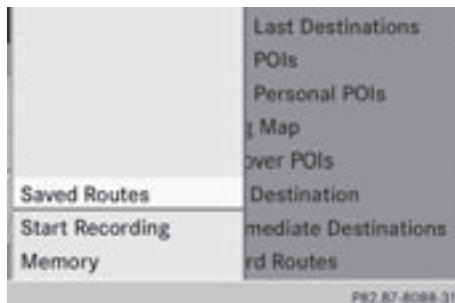 Last Destinations
POIs
Personal POIs
g Map
over POIs
Saved Routes Destination
Start Recording mediate Destinations
Memory rd Routes
P82.87-8088-31